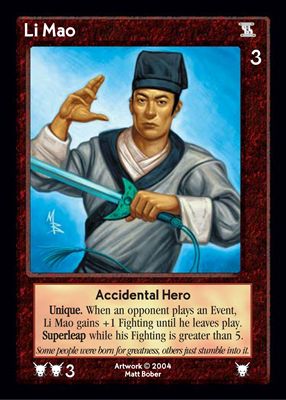 Li Mao
3
Accidental Hero
Unique. When an opponent plays an Event,
Li Mao gains +1 Fighting until he leaves play.
Superleap while his Fighting is greater than 5.
Some people were born for greatness, others just stumble into it.
3
Artwork © 2004
Matt Bober